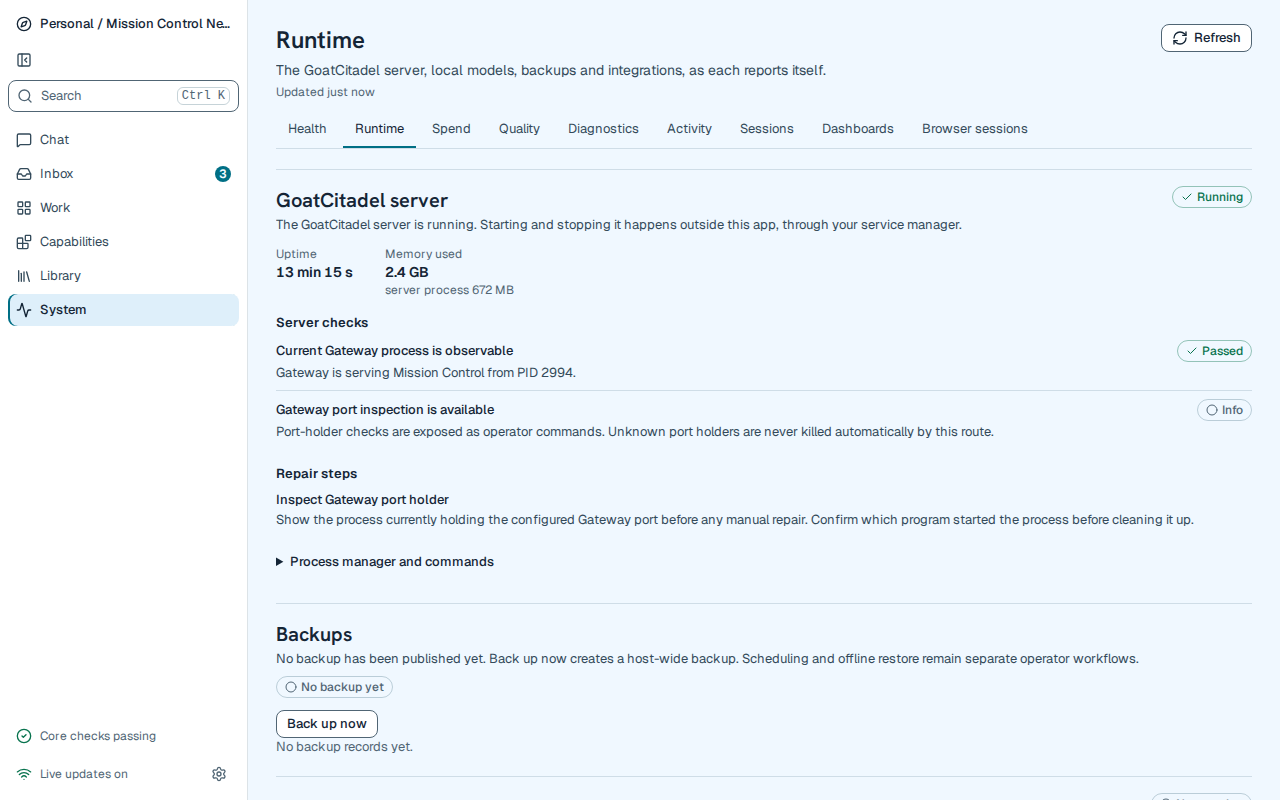 Personal / Mission Control Ne...
Search
Ctrl K
Chat
Inbox
3
Work
Capabilities
Library
System
Core checks passing
Live updates on
Runtime
Refresh
The GoatCitadel server, local models, backups and integrations, as each reports itself.
Updated just now
Health
Runtime
Spend
Quality
Diagnostics
Activity
Sessions
Dashboards
Browser sessions
GoatCitadel server
Running
The GoatCitadel server is running. Starting and stopping it happens outside this app, through your service manager.
Uptime
13 min 15 s
Memory used
2.4 GB
server process 672 MB
Server checks
Current Gateway process is observable
Passed
Gateway is serving Mission Control from PID 2994.
Gateway port inspection is available
Info
Port-holder checks are exposed as operator commands. Unknown port holders are never killed automatically by this route.
Repair steps
Inspect Gateway port holder
Show the process currently holding the configured Gateway port before any manual repair. Confirm which program started the process before cleaning it up.
Process manager and commands
Backups
No backup has been published yet. Back up now creates a host-wide backup. Scheduling and offline restore remain separate operator workflows.
No backup yet
Back up now
No backup records yet.